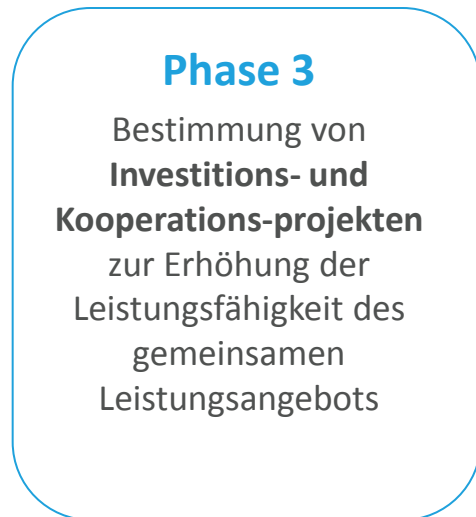 Phase 3
Bestimmung von
Investitions- und
Kooperations-projekten
zur Erhöhung der
Leistungsfähigkeit des
gemeinsamen
Leistungsangebots